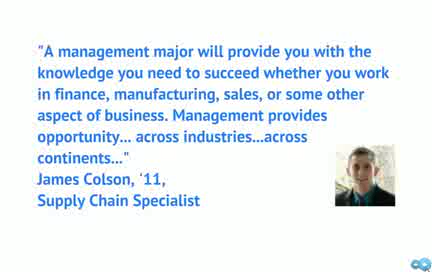 "A management major will provide you with the
knowledge you need to succeed whether you work
in finance, manufacturing, sales, or some other
aspect of business. Management provides
opportunity... across industries...across
continents..."
James Colson, '11,
Supply Chain Specialist